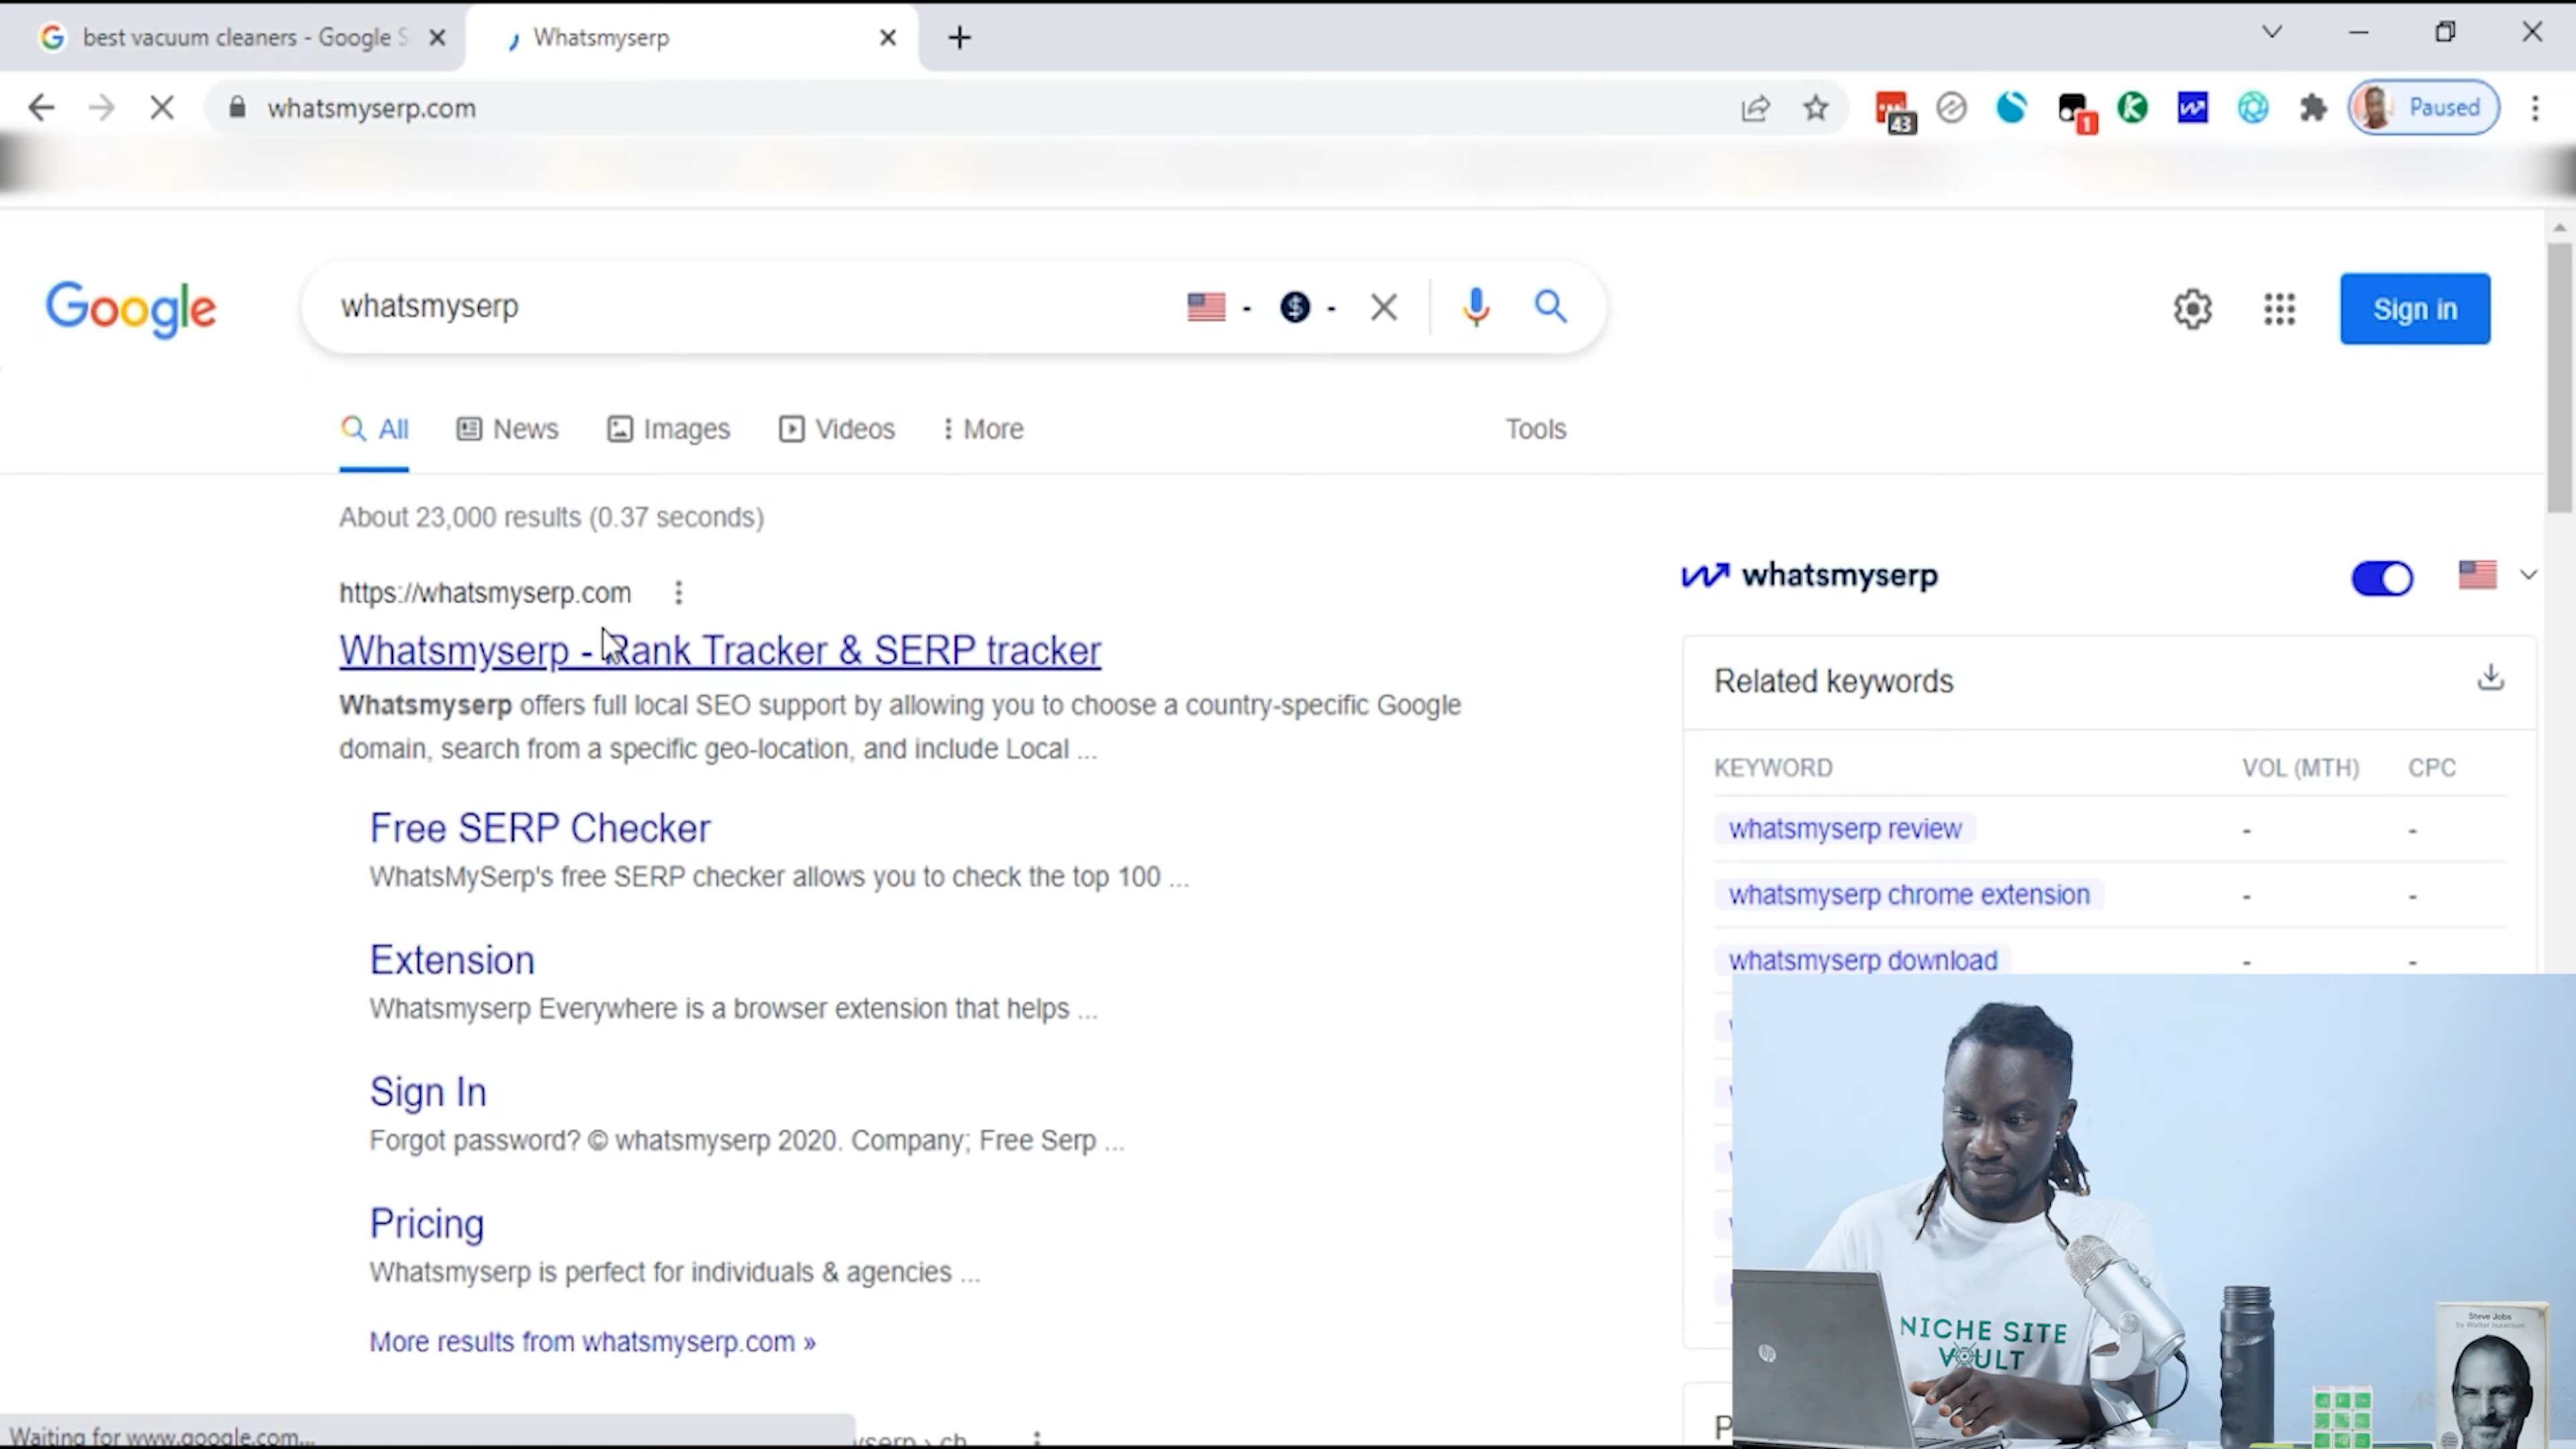 best vacuum cleaners - Google S
Whatsmyserp
whatsmyserp.com
43
1
Paused
Google
whatsmyserp
Sign in
All
News
Images
Videos
More
Tools
About 23,000 results (0.37 seconds)
https://whatsmyserp.com
Whatsmyserp - Rank Tracker & SERP tracker
Whatsmyserp offers full local SEO support by allowing you to choose a country-specific Google
domain, search from a specific geo-location, and include Local ...
Free SERP Checker
WhatsMySerp's free SERP checker allows you to check the top 100 ...
Extension
Whatsmyserp Everywhere is a browser extension that helps ...
Sign In
Forgot password? © whatsmyserp 2020. Company; Free Serp ...
Pricing
Whatsmyserp is perfect for individuals & agencies ...
More results from whatsmyserp.com »
Waiting for www.google.com...
whatsmyserp
Related keywords
KEYWORD VOL (MTH) CPC
whatsmyserp review - -
whatsmyserp chrome extension - -
whatsmyserp download - -
NICHE SITE
VAULT
hp
Steve Jobs
by Walter Isaacson